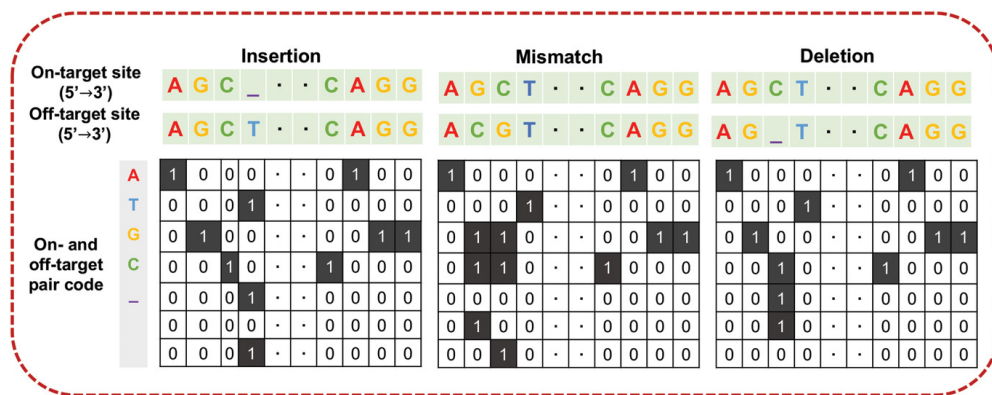 Insertion Mismatch Deletion
On-target site
(5'→3')
A G C _ · · C A G G A G C T · · C A G G A G C T · · C A G G
Off-target site
(5'→3')
A G C T · · C A G G A C G T · · C A G G A G _ T · · C A G G
On- and
off-target
pair code
A 1 0 0 0 · · 0 1 0 0 1 0 0 0 · · 0 1 0 0 1 0 0 0 · · 0 1 0 0
T 0 0 0 1 · · 0 0 0 0 0 0 0 1 · · 0 0 0 0 0 0 0 1 · · 0 0 0 0
G 0 1 0 0 · · 0 0 1 1 0 1 1 0 · · 0 0 1 1 0 1 0 0 · · 0 0 1 1
C 0 0 1 0 · · 1 0 0 0 0 1 1 0 · · 1 0 0 0 0 0 1 0 · · 1 0 0 0
_ 0 0 0 1 · · 0 0 0 0 0 0 0 0 · · 0 0 0 0 0 0 1 0 · · 0 0 0 0
0 0 0 0 · · 0 0 0 0 0 1 0 0 · · 0 0 0 0 0 0 1 0 · · 0 0 0 0
0 0 0 1 · · 0 0 0 0 0 0 1 0 · · 0 0 0 0 0 0 0 0 · · 0 0 0 0